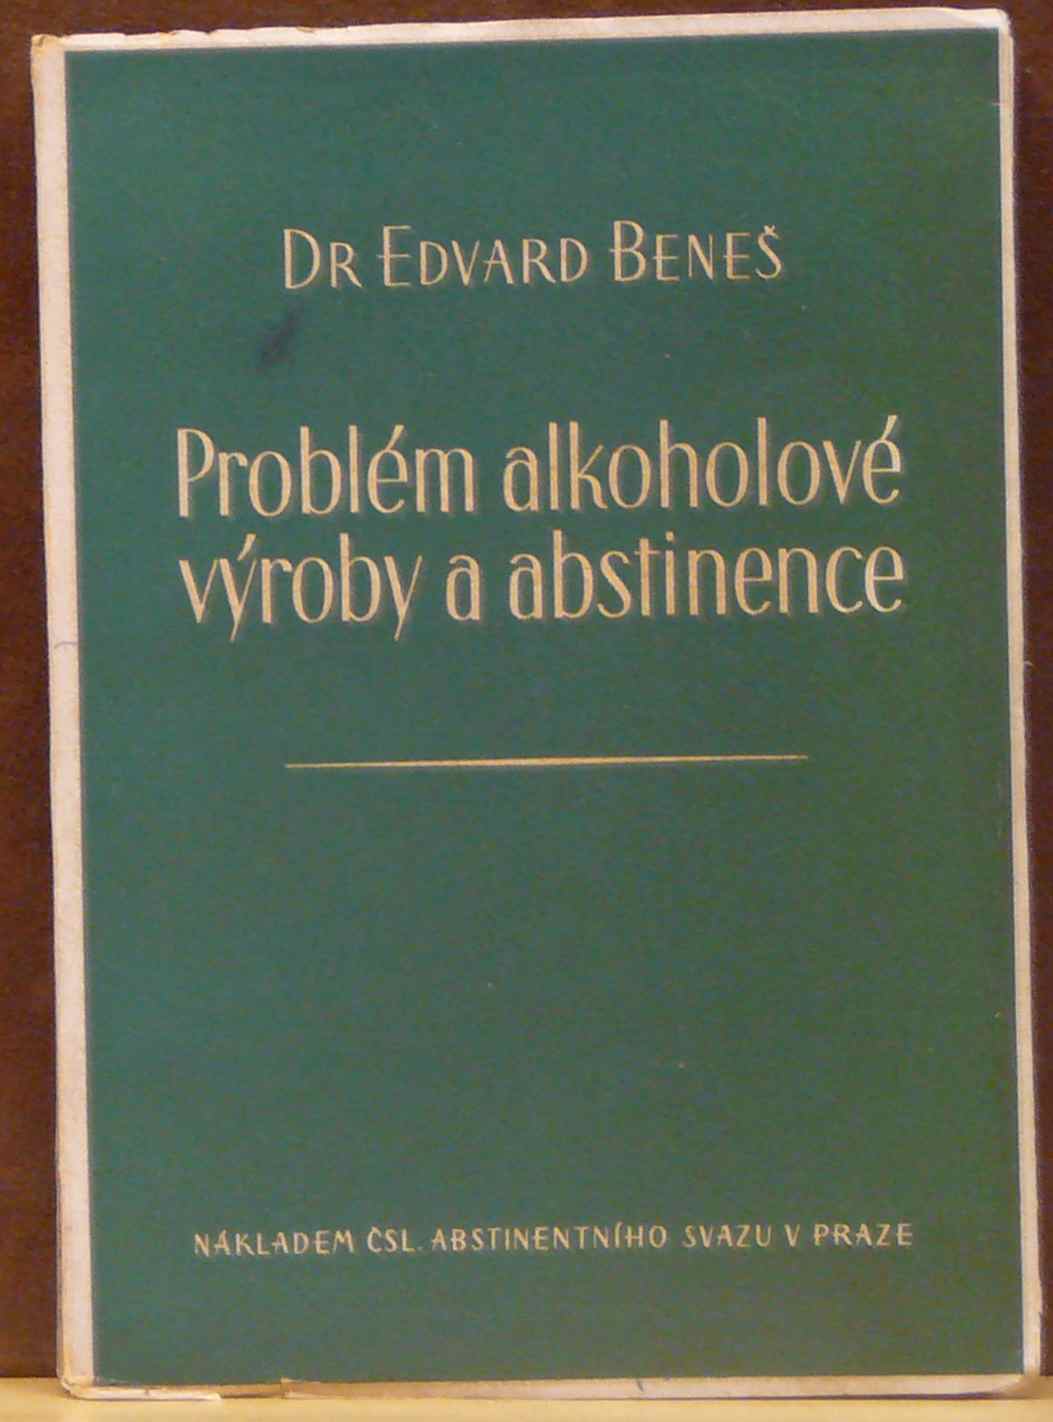 Dr Edvard Beneš
Problém alkoholové
výroby a abstinence
NÁKLADEM ČSL. ABSTINENTNÍHO SVAZU V PRAZE